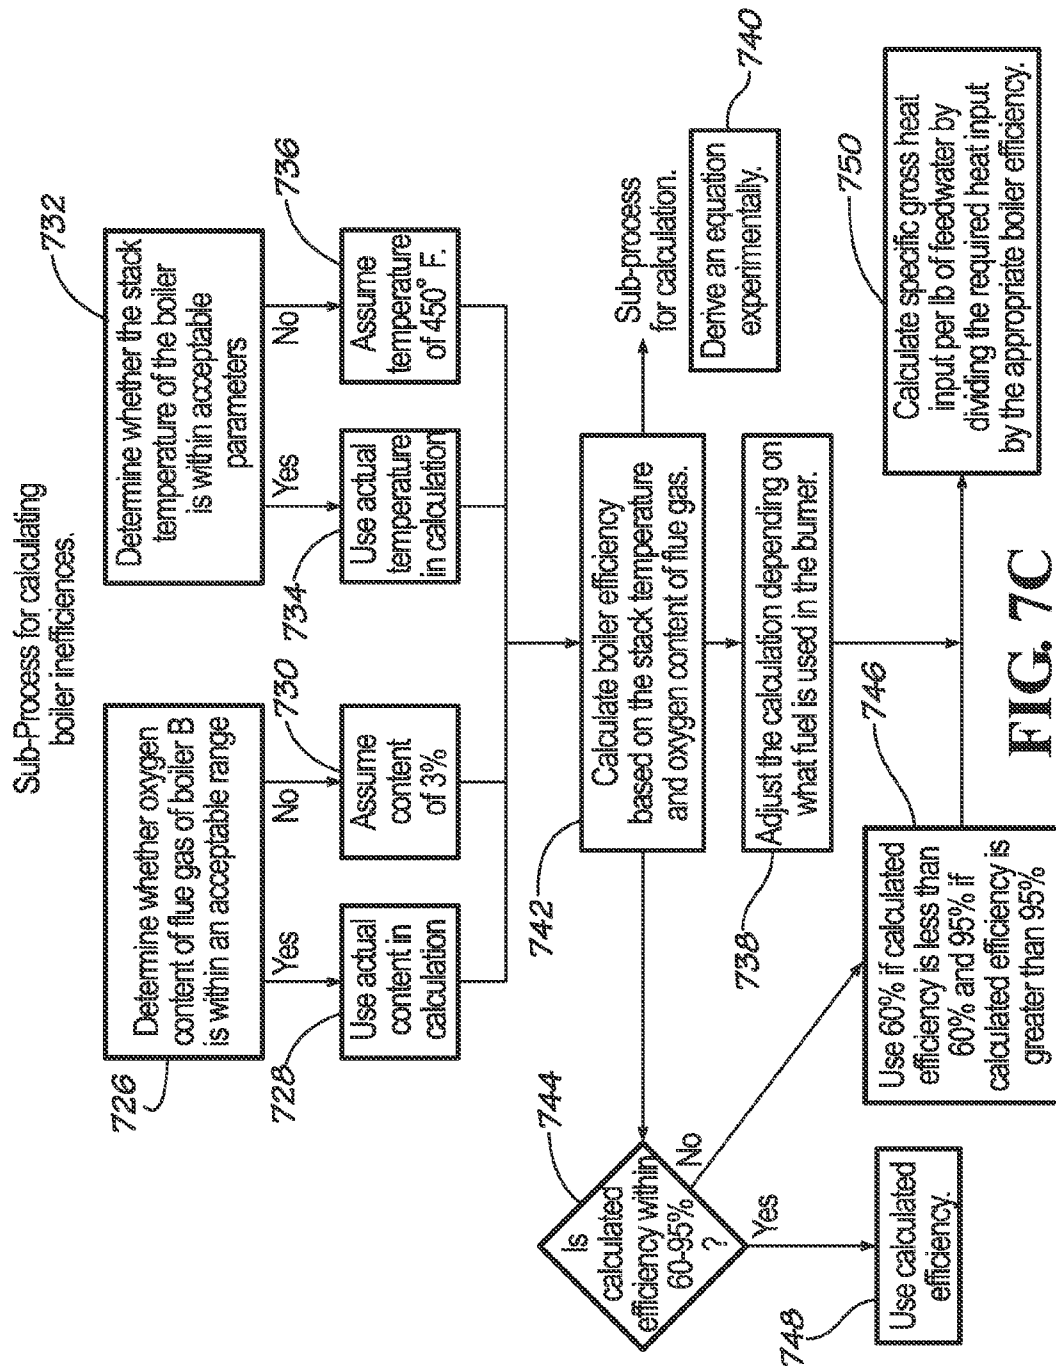 Sub-Process for calculating
boiler inefficiences.
726
Determine whether oxygen
content of flue gas of boiler B
is within an acceptable range
732
Determine whether the stack
temperature of the boiler
is within acceptable
parameters
Yes
No
Yes
No
728
Use actual
content in
calculation
730
Assume
content
of 3%
734
Use actual
temperature
in calculation
736
Assume
temperature
of 450° F.
742
Calculate boiler efficiency
based on the stack temperature
and oxygen content of flue gas.
Sub-process
for calculation.
740
Derive an equation
experimentally.
744
Is
calculated
efficiency within
60-95%
?
738
Adjust the calculation depending on
what fuel is used in the burner.
No
Yes
748
Use calculated
efficiency.
746
Use 60% if calculated
efficiency is less than
60% and 95% if
calculated efficiency is
greater than 95%
750
Calculate specific gross heat
input per lb of feedwater by
dividing the required heat input
by the appropriate boiler efficiency.
FIG. 7C